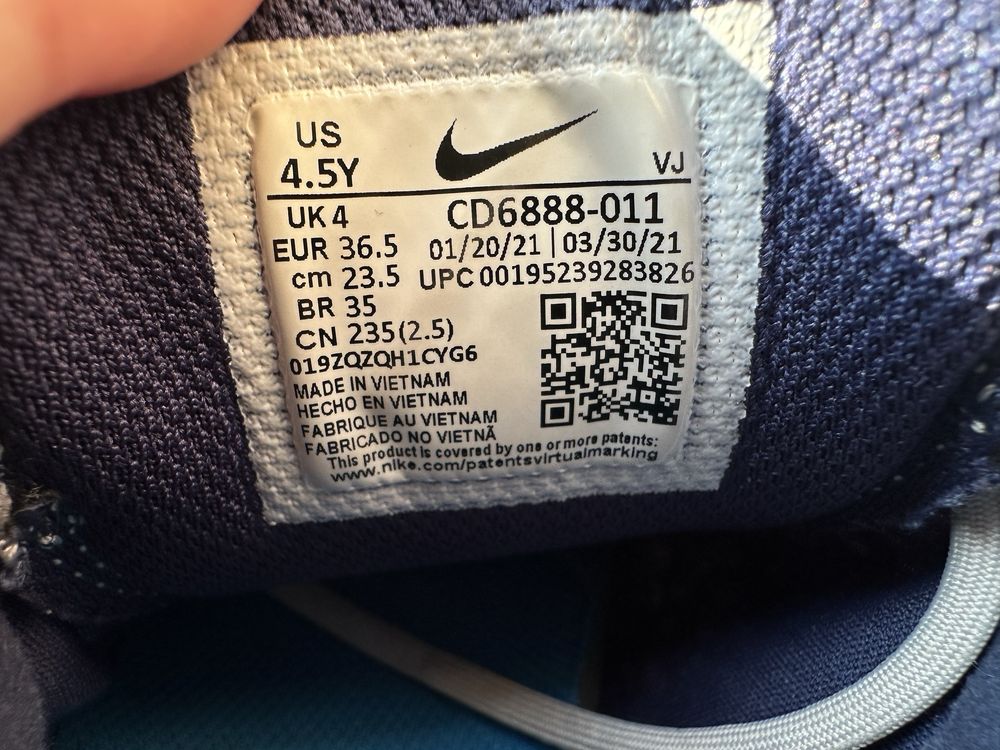 US
4.5Y
VJ
UK 4
EUR 36.5
cm 23.5
BR 35
CN 235(2.5)
CD6888-011
01/20/21 | 03/30/21
UPC 00195239283826
019ZQZQH1CYG6
MADE IN VIETNAM
HECHO EN VIETNAM
FABRIQUE AU VIETNAM
FABRICADO NO VIETNÃ
This product is covered by one or more patents:
www.nike.com/patentsvirtualmarking